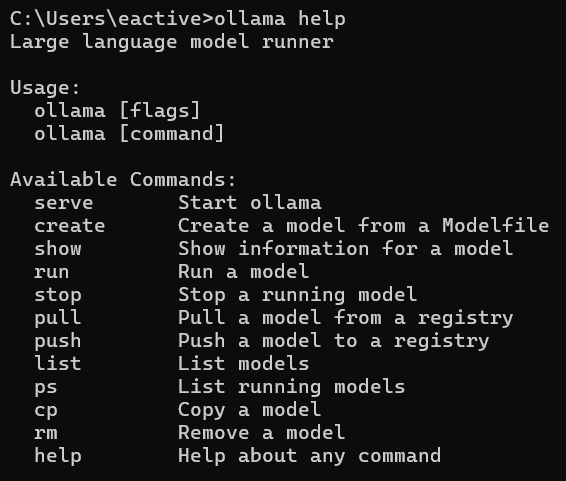 C:\Users\eactive>ollama help
Large language model runner

Usage:
  ollama [flags]
  ollama [command]

Available Commands:
  serve       Start ollama
  create      Create a model from a Modelfile
  show        Show information for a model
  run         Run a model
  stop        Stop a running model
  pull        Pull a model from a registry
  push        Push a model to a registry
  list        List models
  ps          List running models
  cp          Copy a model
  rm          Remove a model
  help        Help about any command